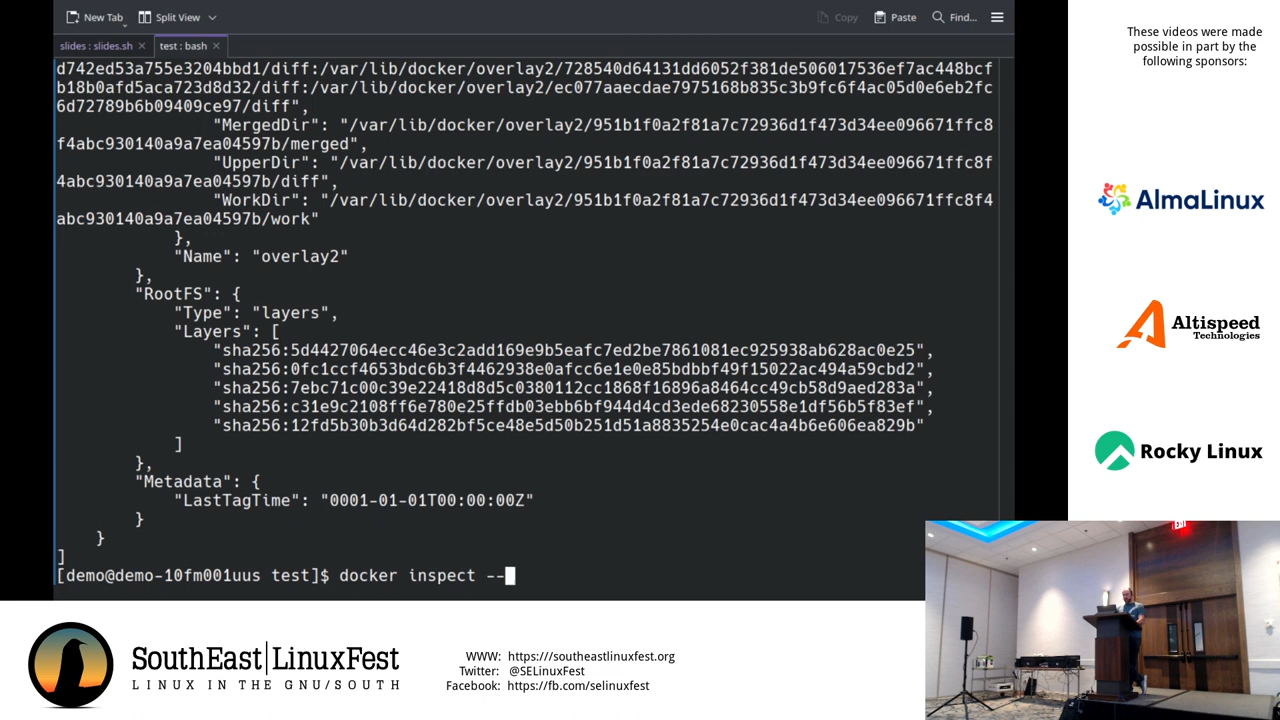 New Tab
Split View
Copy
Paste
Find...
slides : slides.sh
test : bash
d742ed53a755e3204bbd1/diff:/var/lib/docker/overlay2/728540d64131dd6052f381de506017536ef7ac448bcf
b18b0afd5aca723d8d32/diff:/var/lib/docker/overlay2/ec077aaecdae7975168b835c3b9fc6f4ac05d0e6eb2fc
6d72789b6b09409ce97/diff",
"MergedDir": "/var/lib/docker/overlay2/951b1f0a2f81a7c72936d1f473d34ee096671ffc8
f4abc930140a9a7ea04597b/merged",
"UpperDir": "/var/lib/docker/overlay2/951b1f0a2f81a7c72936d1f473d34ee096671ffc8f
4abc930140a9a7ea04597b/diff",
"WorkDir": "/var/lib/docker/overlay2/951b1f0a2f81a7c72936d1f473d34ee096671ffc8f4
abc930140a9a7ea04597b/work"
},
"Name": "overlay2"
},
"RootFS": {
"Type": "layers",
"Layers": [
"sha256:5d4427064ecc46e3c2add169e9b5eafc7ed2be7861081ec925938ab628ac0e25",
"sha256:0fc1ccf4653bdc6b3f4462938e0afcc6e1e0e85bdbbf49f15022ac494a59cbd2",
"sha256:7ebc71c00c39e22418d8d5c0380112cc1868f16896a8464cc49cb58d9aed283a",
"sha256:c31e9c2108ff6e780e25ffdb03ebb6bf944d4cd3ede68230558e1df56b5f83ef",
"sha256:12fd5b30b3d64d282bf5ce48e5d50b251d51a8835254e0cac4a4b6e606ea829b"
]
},
"Metadata": {
"LastTagTime": "0001-01-01T00:00:00Z"
}
}
]
[demo@demo-10fm001uus test]$ docker inspect --
These videos were made
possible in part by the
following sponsors:
AlmaLinux
Altispeed
Technologies
Rocky Linux
EXIT
SouthEast LinuxFest
LINUX IN THE GNU/SOUTH
WWW: https://southeastlinuxfest.org
Twitter: @SELinuxFest
Facebook: https://fb.com/selinuxfest